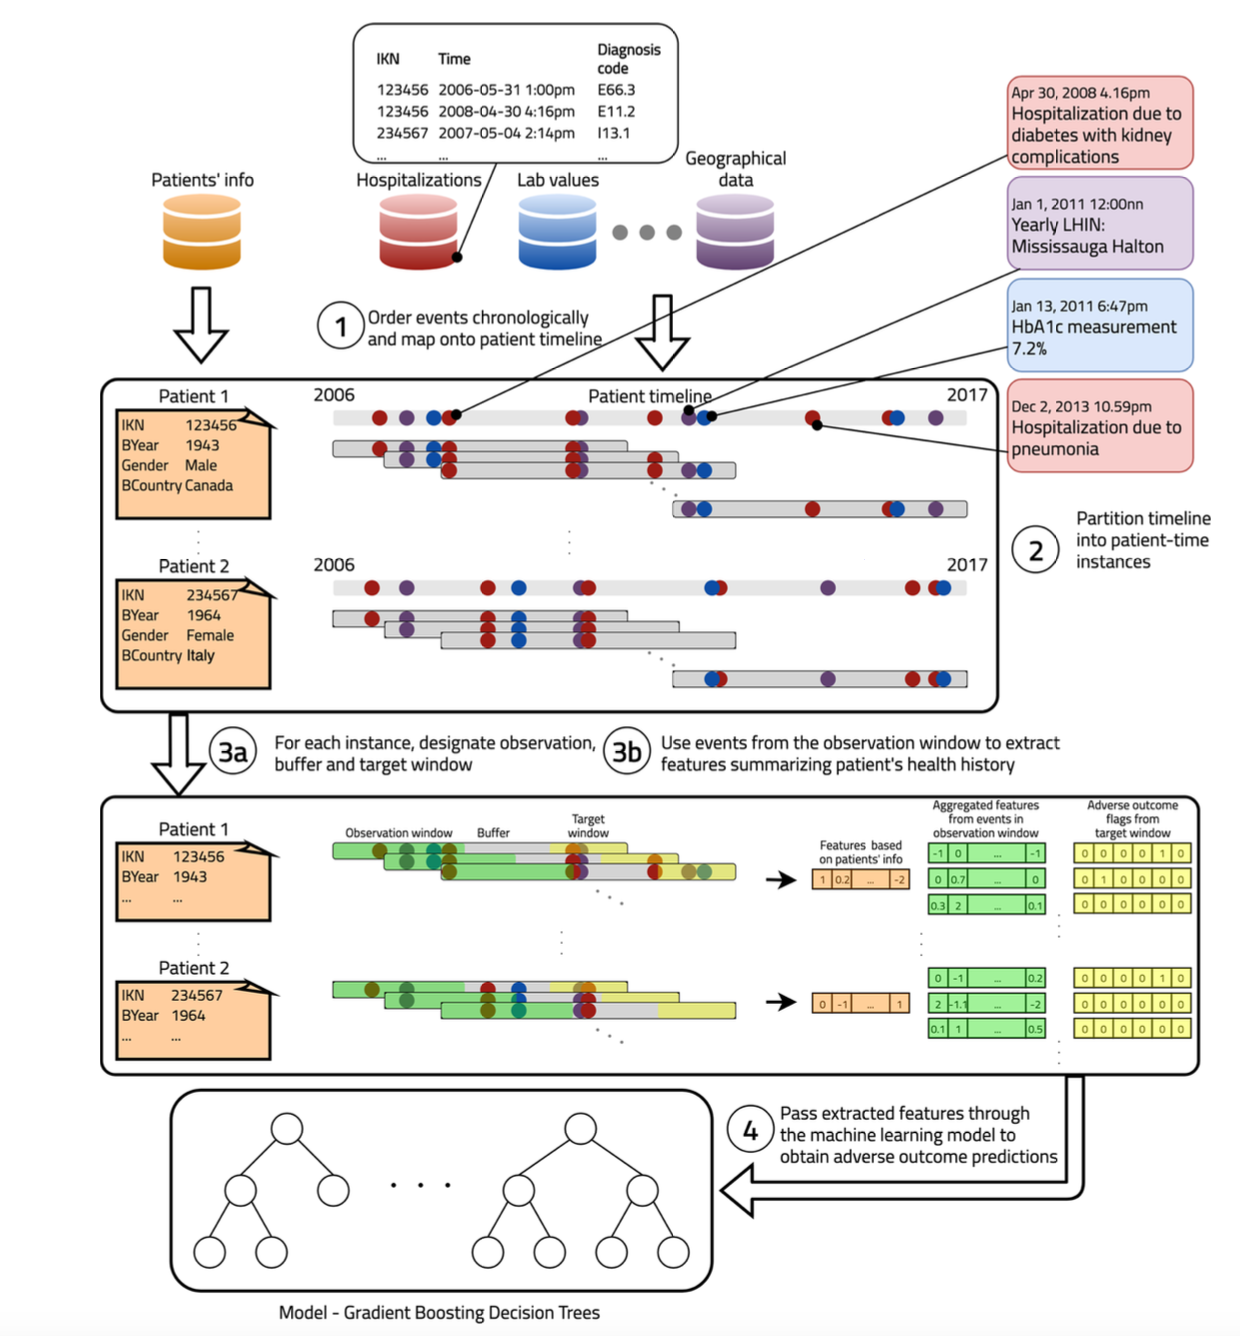 IKN Time Diagnosis
code
123456 2006-05-31 1:00pm E66.3
123456 2008-04-30 4:16pm E11.2
234567 2007-05-04 2:14pm I13.1
... ... ...
Patients' info
Hospitalizations
Lab values
Geographical
data
Apr 30, 2008 4.16pm
Hospitalization due to
diabetes with kidney
complications
Jan 1, 2011 12:00nn
Yearly LHIN:
Mississauga Halton
Jan 13, 2011 6:47pm
HbA1c measurement
7.2%
Dec 2, 2013 10.59pm
Hospitalization due to
pneumonia
1
Order events chronologically
and map onto patient timeline
Patient 1
IKN 123456
BYear 1943
Gender Male
BCountry Canada
2006 Patient timeline 2017
2
Partition timeline
into patient-time
instances
Patient 2
IKN 234567
BYear 1964
Gender Female
BCountry Italy
2006 2017
3a
For each instance, designate observation,
buffer and target window
3b
Use events from the observation window to extract
features summarizing patient's health history
Patient 1
IKN 123456
BYear 1943
... ...
Observation window Buffer Target
window
Features based
on patients' info
Aggregated features
from events in
observation window
Adverse outcome
flags from
target window
1 0.2 ... -2
-1 0 ... -1
0 0.7 ... 0
0.3 2 ... 0.1
0 0 0 0 1 0
0 1 0 0 0 0
0 0 0 0 0 0
Patient 2
IKN 234567
BYear 1964
... ...
0 -1 ... 1
0 -1 ... 0.2
2 -1.1 ... -2
0.1 1 ... 0.5
0 0 0 0 1 0
0 0 0 0 0 0
0 0 0 0 0 0
4
Pass extracted features through
the machine learning model to
obtain adverse outcome predictions
Model - Gradient Boosting Decision Trees